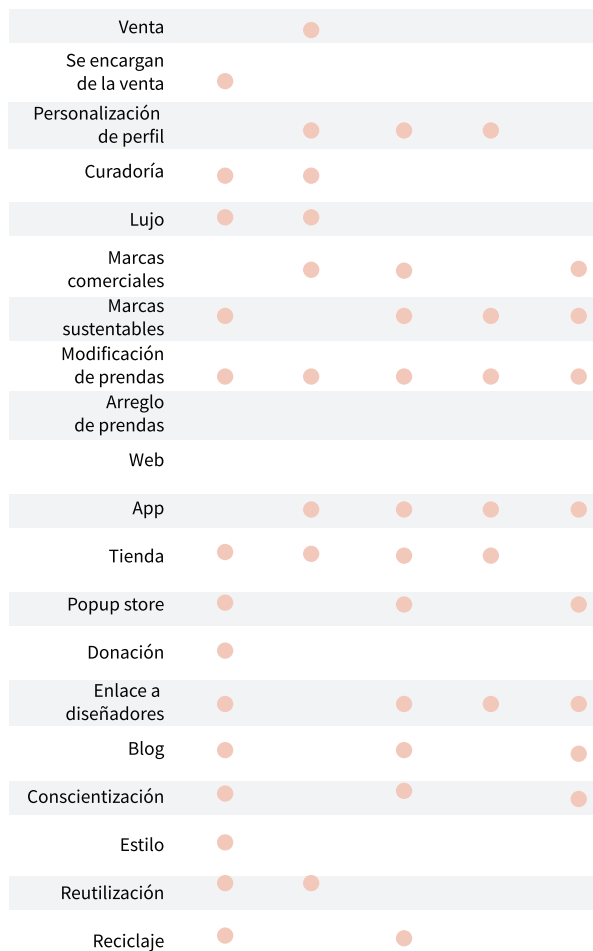 Venta
Se encargan
de la venta
Personalización
de perfil
Curadoría
Lujo
Marcas
comerciales
Marcas
sustentables
Modificación
de prendas
Arreglo
de prendas
Web
App
Tienda
Popup store
Donación
Enlace a
diseñadores
Blog
Conscientización
Estilo
Reutilización
Reciclaje